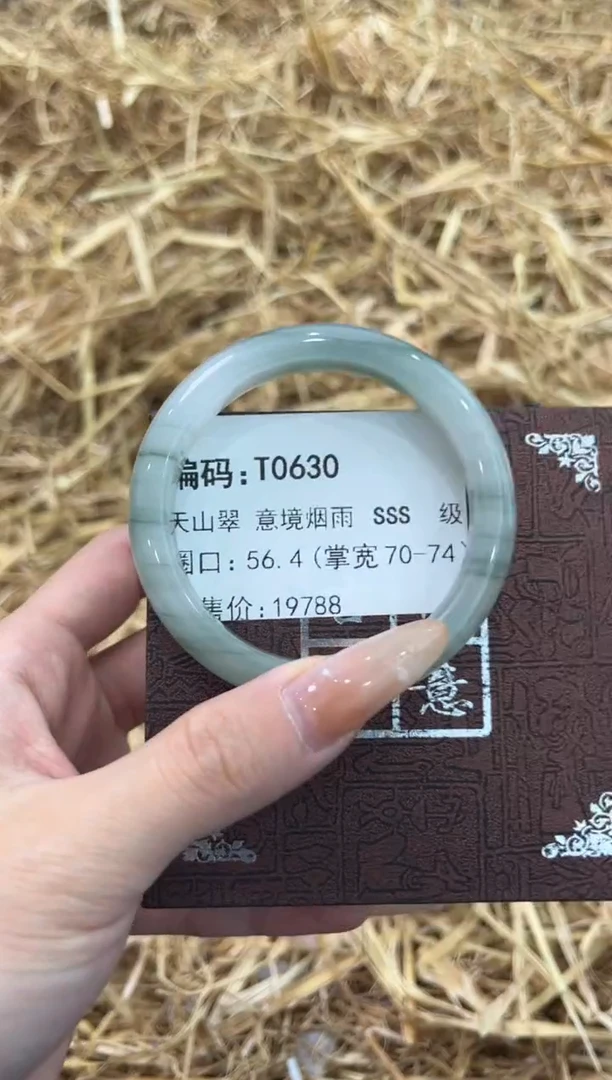 编码:T0630
天山翠 意境烟雨 SSS 级
圈口: 56.4 (掌宽 70-74
售价:19788
意